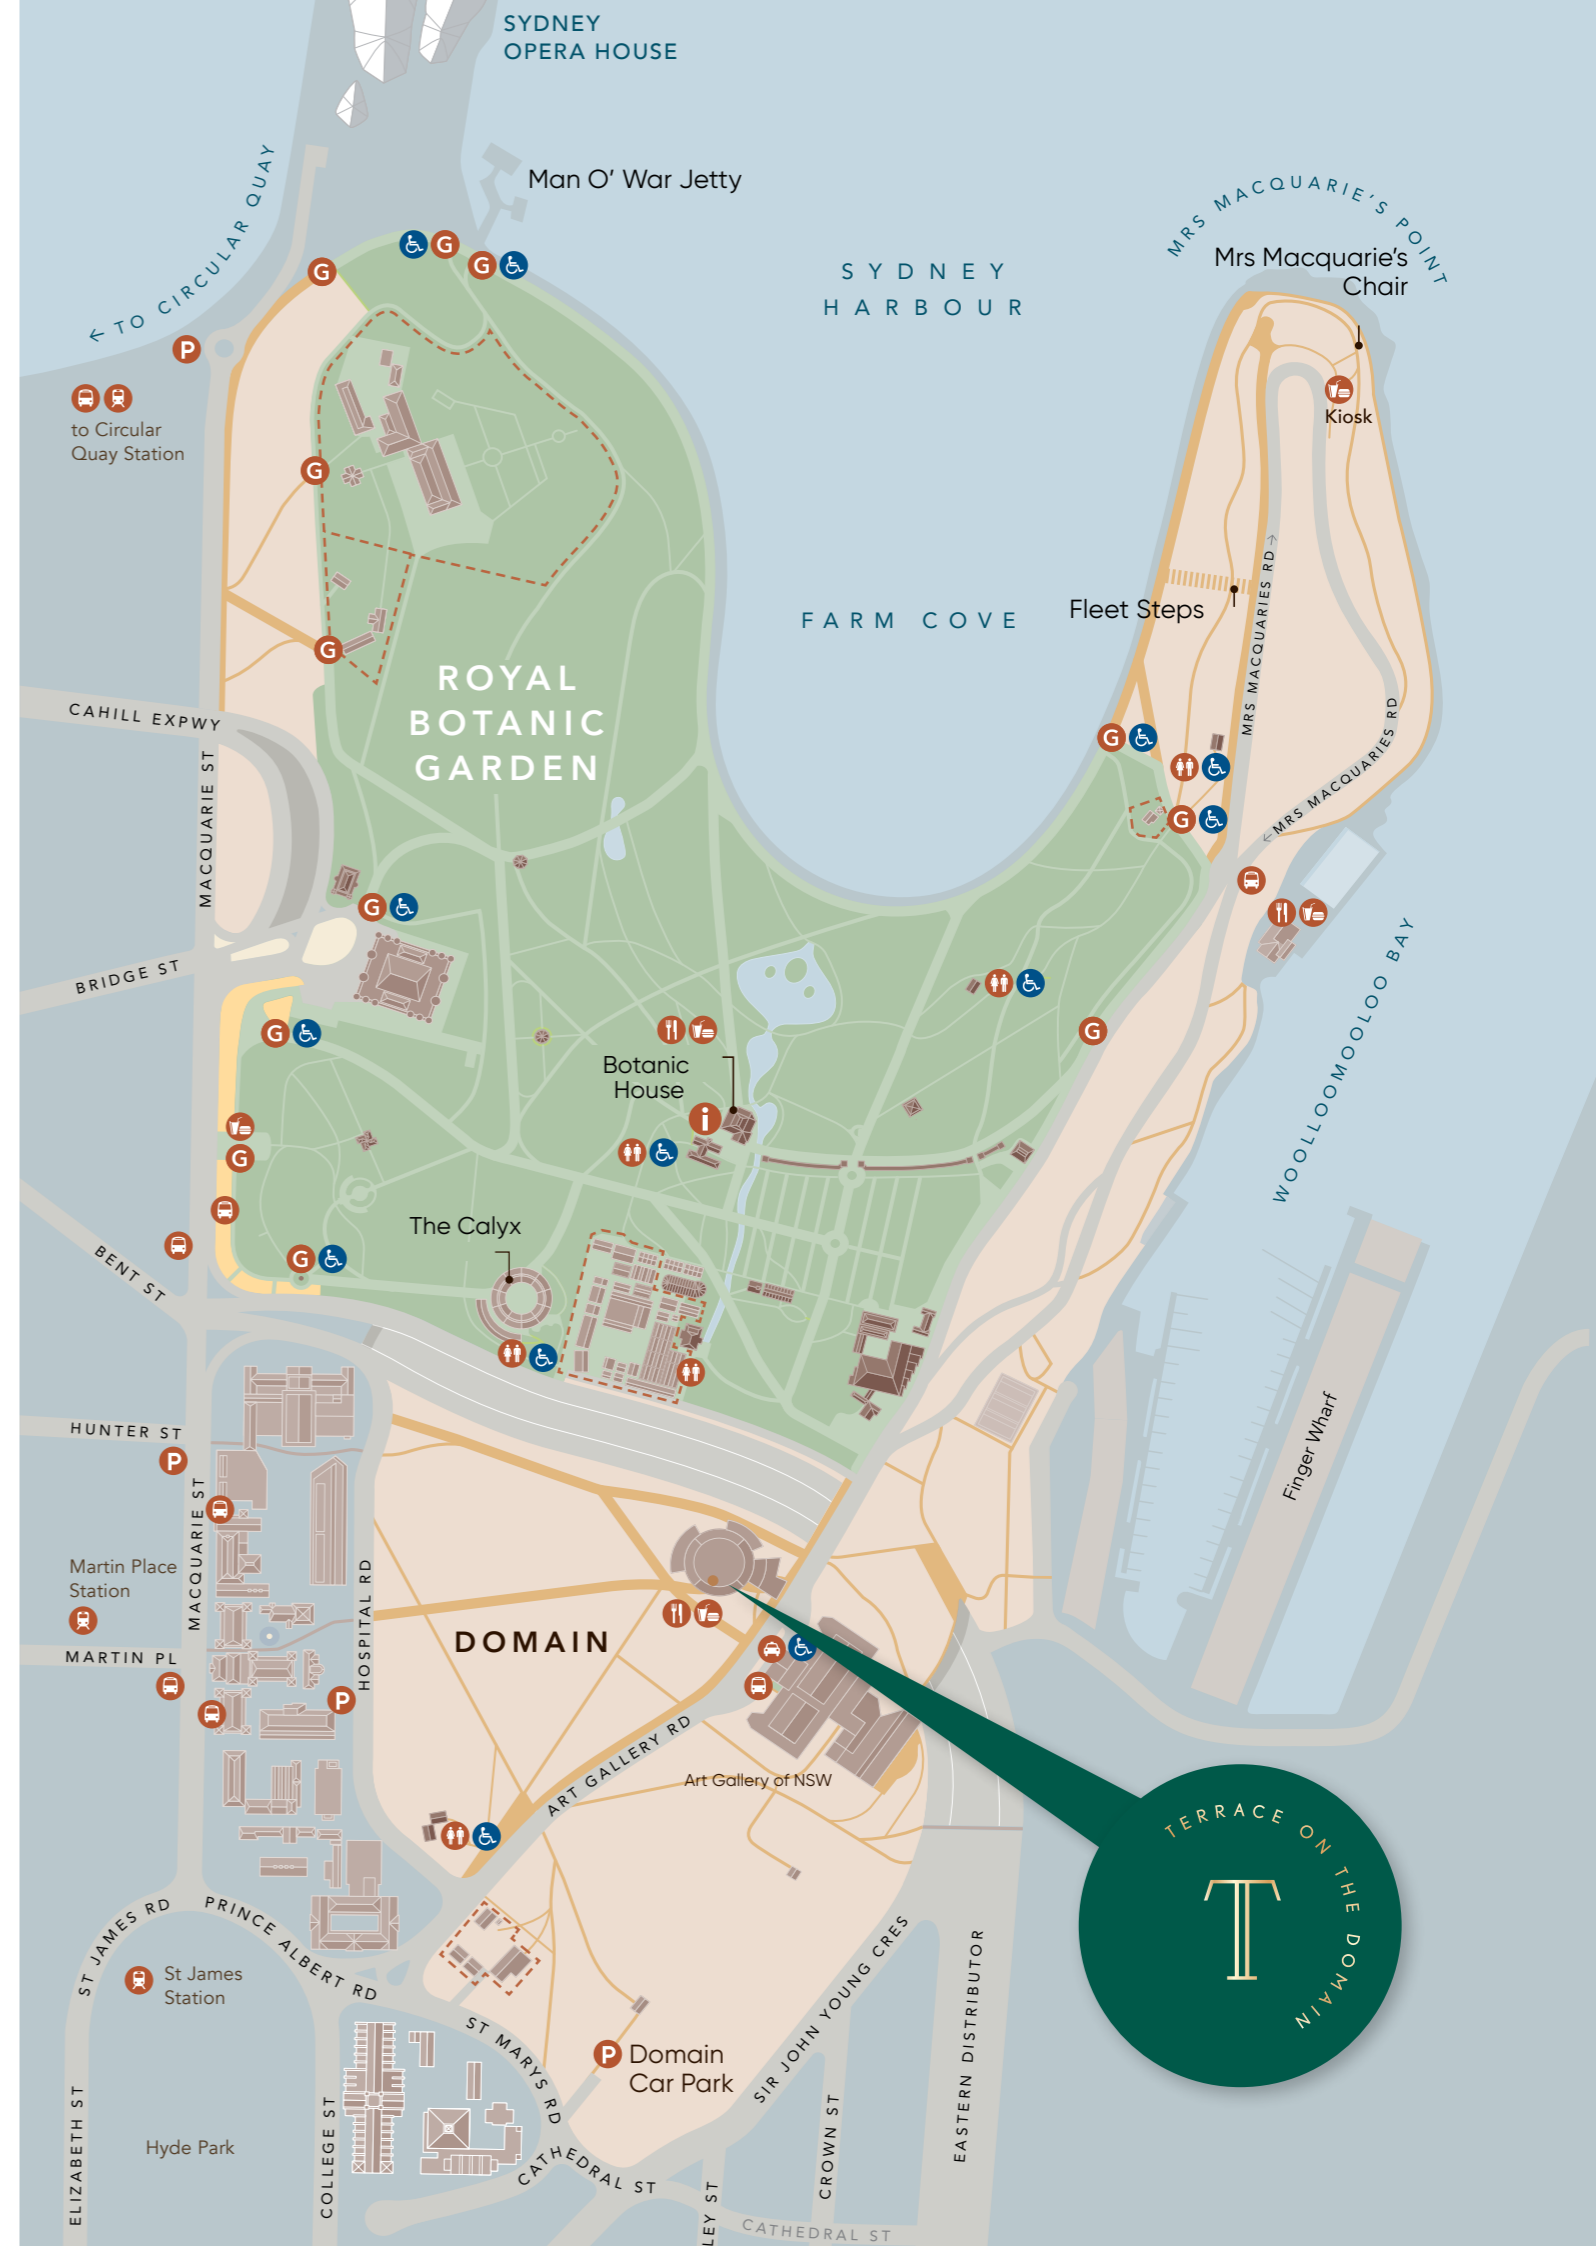 SYDNEY
OPERA HOUSE
← TO CIRCULAR QUAY
Man O’ War Jetty
MRS MACQUARIE’S POINT
Mrs Macquarie’s
Chair
SYDNEY
HARBOUR
G
G
G
P
to Circular
Quay Station
Kiosk
G
FARM COVE
Fleet Steps
MRS MACQUARIES RD →
G
ROYAL
BOTANIC
GARDEN
CAHILL EXPWY
MACQUARIE ST
G
← MRS MACQUARIES RD
G
G
BRIDGE ST
WOOLLOOMOOLOO BAY
G
G
Botanic
House
i
G
The Calyx
G
BENT ST
Finger Wharf
HUNTER ST
P
MACQUARIE ST
Martin Place
Station
HOSPITAL RD
DOMAIN
MARTIN PL
P
ART GALLERY RD
Art Gallery of NSW
TERRACE ON THE DOMAIN
T
ST JAMES RD
PRINCE ALBERT RD
St James
Station
ST MARYS RD
P
Domain
Car Park
SIR JOHN YOUNG CRES
EASTERN DISTRIBUTOR
CROWN ST
ELIZABETH ST
Hyde Park
COLLEGE ST
CATHEDRAL ST
LEY ST
CATHEDRAL ST